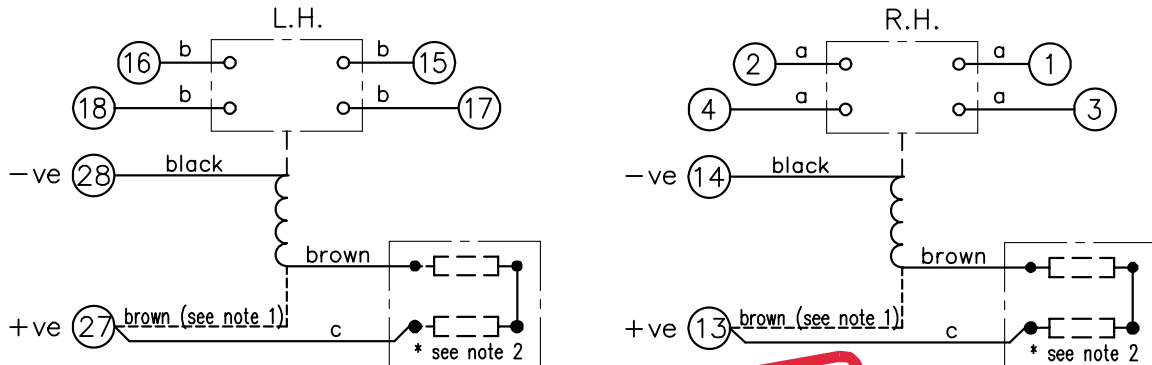 L.H. R.H.
16 b b 15 2 a a 1
18 b b 17 4 a a 3
-ve 28 black -ve 14 black
brown brown
+ve 27 brown (see note 1) +ve 13 brown (see note 1)
c c
* see note 2 * see note 2